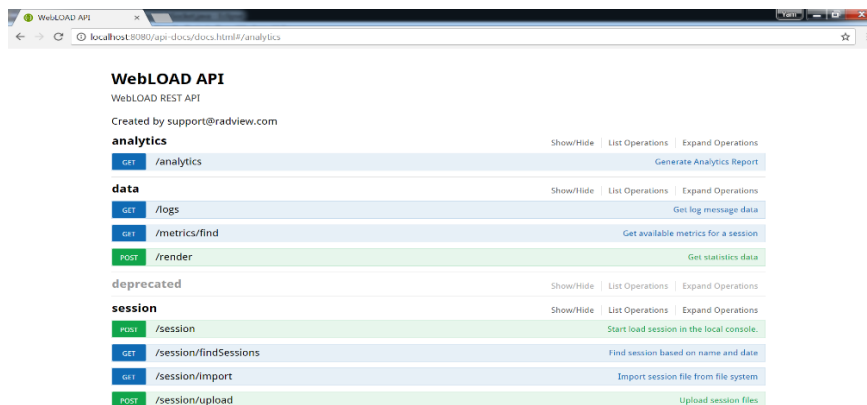 WebLOAD API
Yami
localhost:8080/api-docs/docs.html#/analytics
WebLOAD API
WebLOAD REST API
Created by support@radview.com
analytics Show/Hide List Operations Expand Operations
GET /analytics Generate Analytics Report
data Show/Hide List Operations Expand Operations
GET /logs Get log message data
GET /metrics/find Get available metrics for a session
POST /render Get statistics data
deprecated Show/Hide List Operations Expand Operations
session Show/Hide List Operations Expand Operations
POST /session Start load session in the local console.
GET /session/findSessions Find session based on name and date
GET /session/import Import session file from file system
POST /session/upload Upload session files